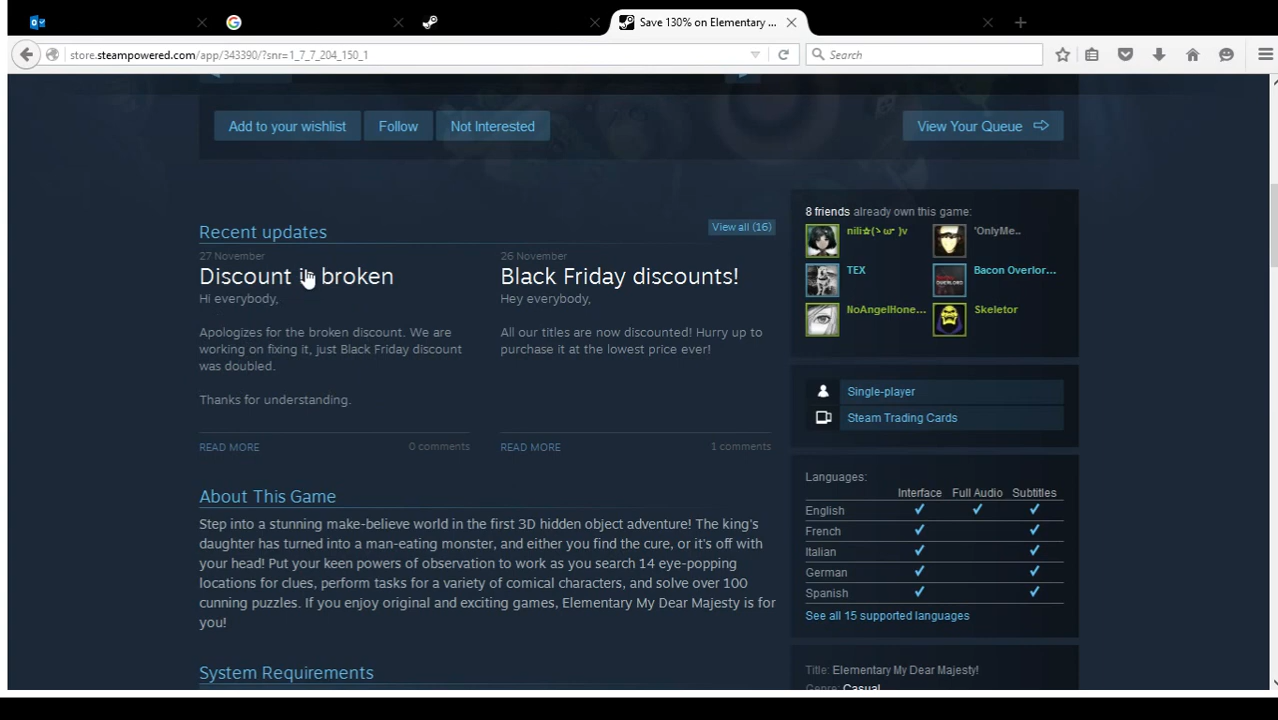 Save 130% on Elementary ...
store.steampowered.com/app/343390/?snr=1_7_7_204_150_1
Search
Add to your wishlist
Follow
Not Interested
View Your Queue
Recent updates
View all (16)
27 November
Discount is broken
Hi everybody,
Apologizes for the broken discount. We are
working on fixing it, just Black Friday discount
was doubled.
Thanks for understanding.
READ MORE
0 comments
26 November
Black Friday discounts!
Hey everybody,
All our titles are now discounted! Hurry up to
purchase it at the lowest price ever!
READ MORE
1 comments
About This Game
Step into a stunning make-believe world in the first 3D hidden object adventure! The king's
daughter has turned into a man-eating monster, and either you find the cure, or it's off with
your head! Put your keen powers of observation to work as you search 14 eye-popping
locations for clues, perform tasks for a variety of comical characters, and solve over 100
cunning puzzles. If you enjoy original and exciting games, Elementary My Dear Majesty is for
you!
System Requirements
8 friends already own this game:
nili☆(ゝω・)v
'OnlyMe..
TEX
Bacon Overlor...
NoAngelHone...
Skeletor
Single-player
Steam Trading Cards
Languages:
Interface Full Audio Subtitles
English ✓ ✓ ✓
French ✓ ✓
Italian ✓ ✓
German ✓ ✓
Spanish ✓ ✓
See all 15 supported languages
Title: Elementary My Dear Majesty!
Genre: Casual